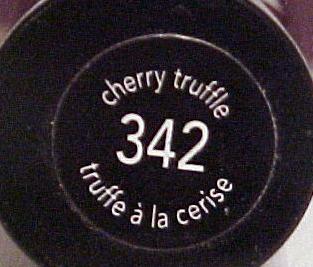 cherry truffle
342
truffe à la cerise